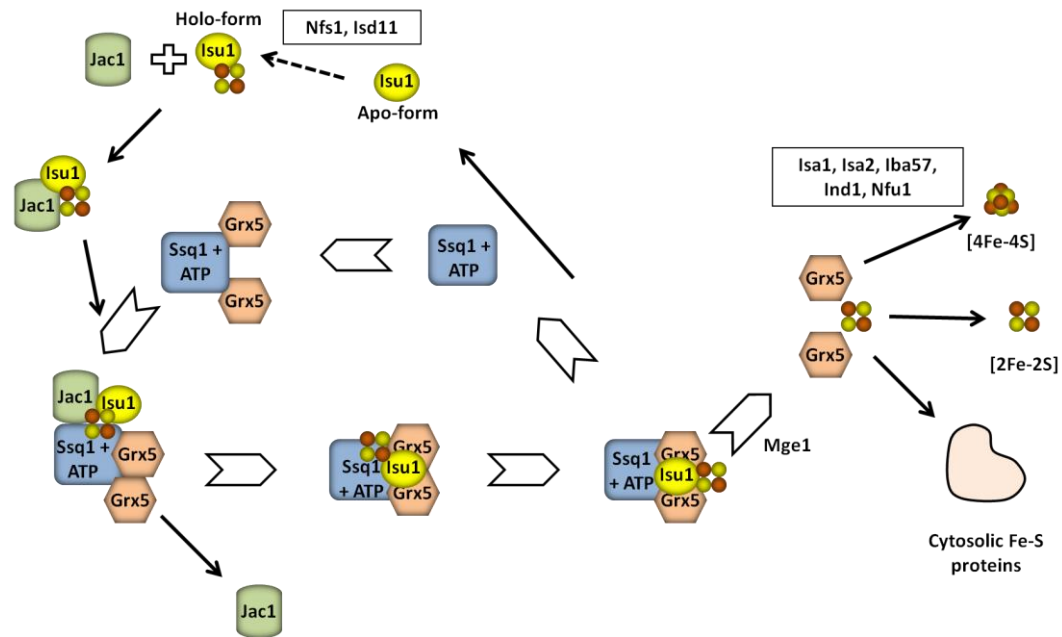 Holo-form
Nfs1, Isd11
Jac1
Isu1
Isu1
Apo-form
Isu1
Jac1
Isa1, Isa2, Iba57,
Ind1, Nfu1
Grx5
Ssq1 +
ATP
Grx5
Ssq1 +
ATP
[4Fe-4S]
Grx5
Grx5
[2Fe-2S]
Jac1
Isu1
Ssq1 +
ATP
Grx5
Grx5
Ssq1
+ ATP
Grx5
Isu1
Grx5
Ssq1
+ ATP
Grx5
Isu1
Grx5
Mge1
Cytosolic Fe-S
proteins
Jac1